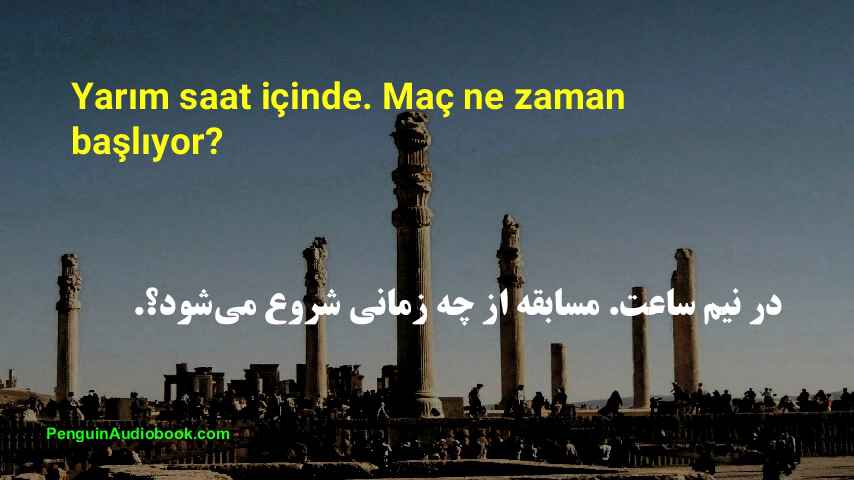 Yarım saat içinde. Maç ne zaman
başlıyor?
در نیم ساعت. مسابقه از چه زمانی شروع می‌شود؟.
PenguinAudiobook.com